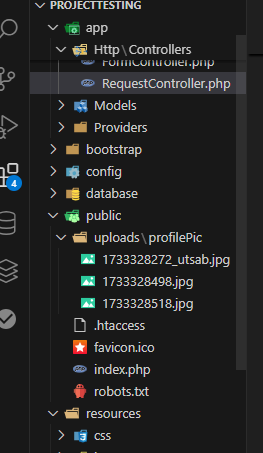 PROJECTTESTING
app
Http\Controllers
FormController.php
RequestController.php
Models
Providers
bootstrap
config
database
public
uploads\profilePic
1733328272_utsab.jpg
1733328498.jpg
1733328518.jpg
.htaccess
favicon.ico
index.php
robots.txt
resources
css
4